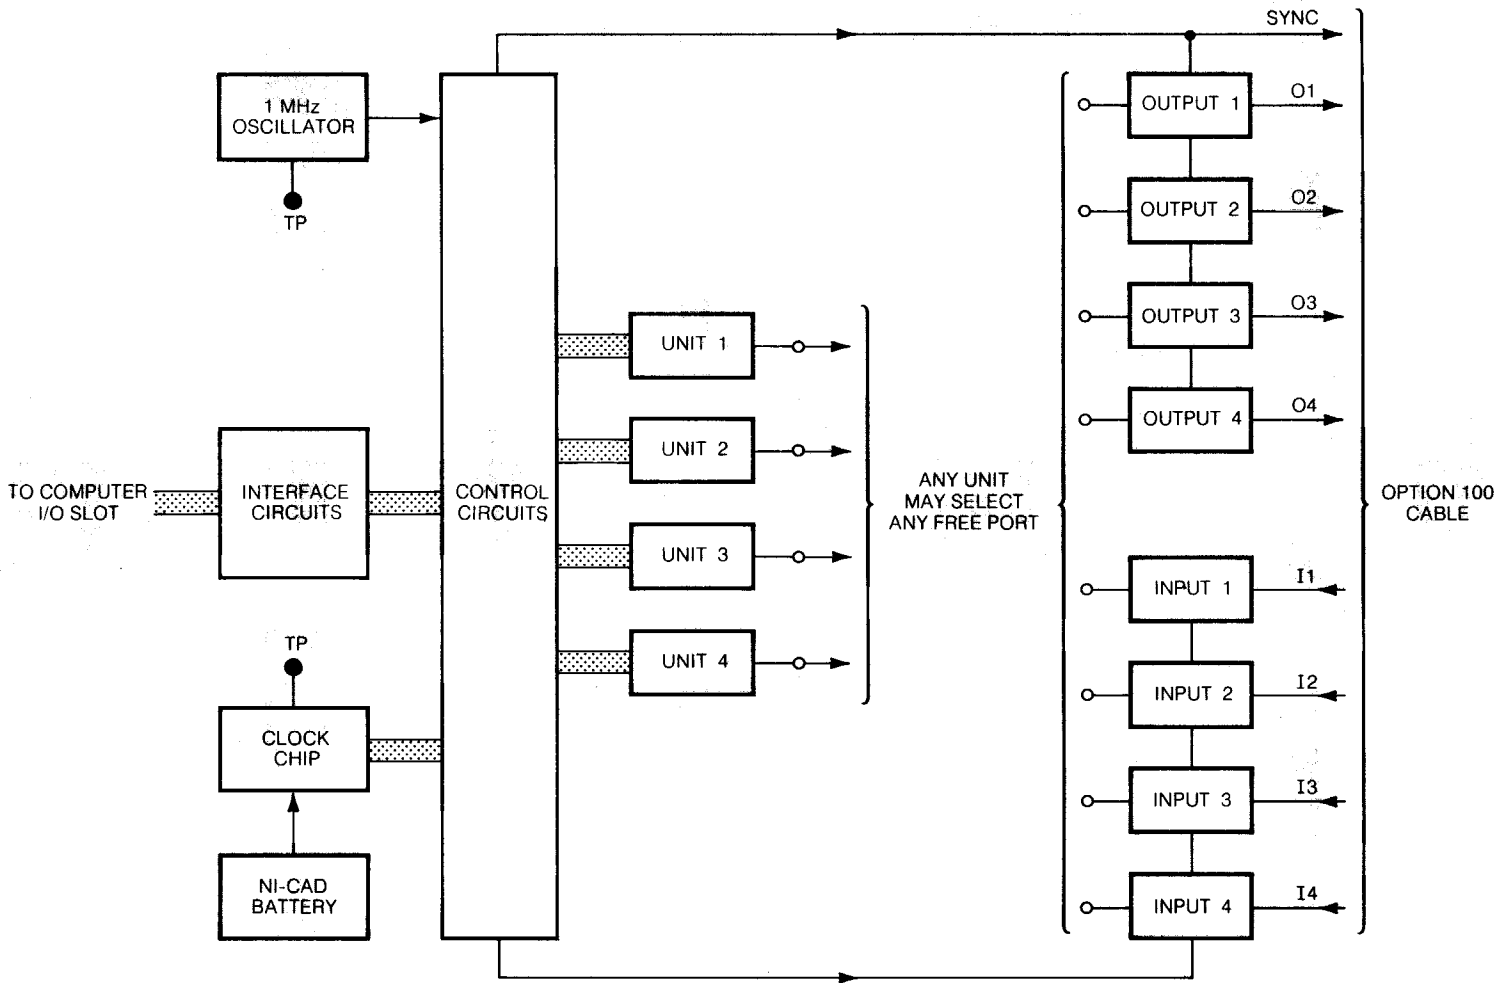 SYNC
1 MHz
OSCILLATOR
TP
OUTPUT 1
O1
OUTPUT 2
O2
OUTPUT 3
O3
OUTPUT 4
O4
UNIT 1
UNIT 2
UNIT 3
UNIT 4
TO COMPUTER
I/O SLOT
INTERFACE
CIRCUITS
CONTROL
CIRCUITS
ANY UNIT
MAY SELECT
ANY FREE PORT
OPTION 100
CABLE
INPUT 1
I1
INPUT 2
I2
INPUT 3
I3
INPUT 4
I4
TP
CLOCK
CHIP
NI-CAD
BATTERY